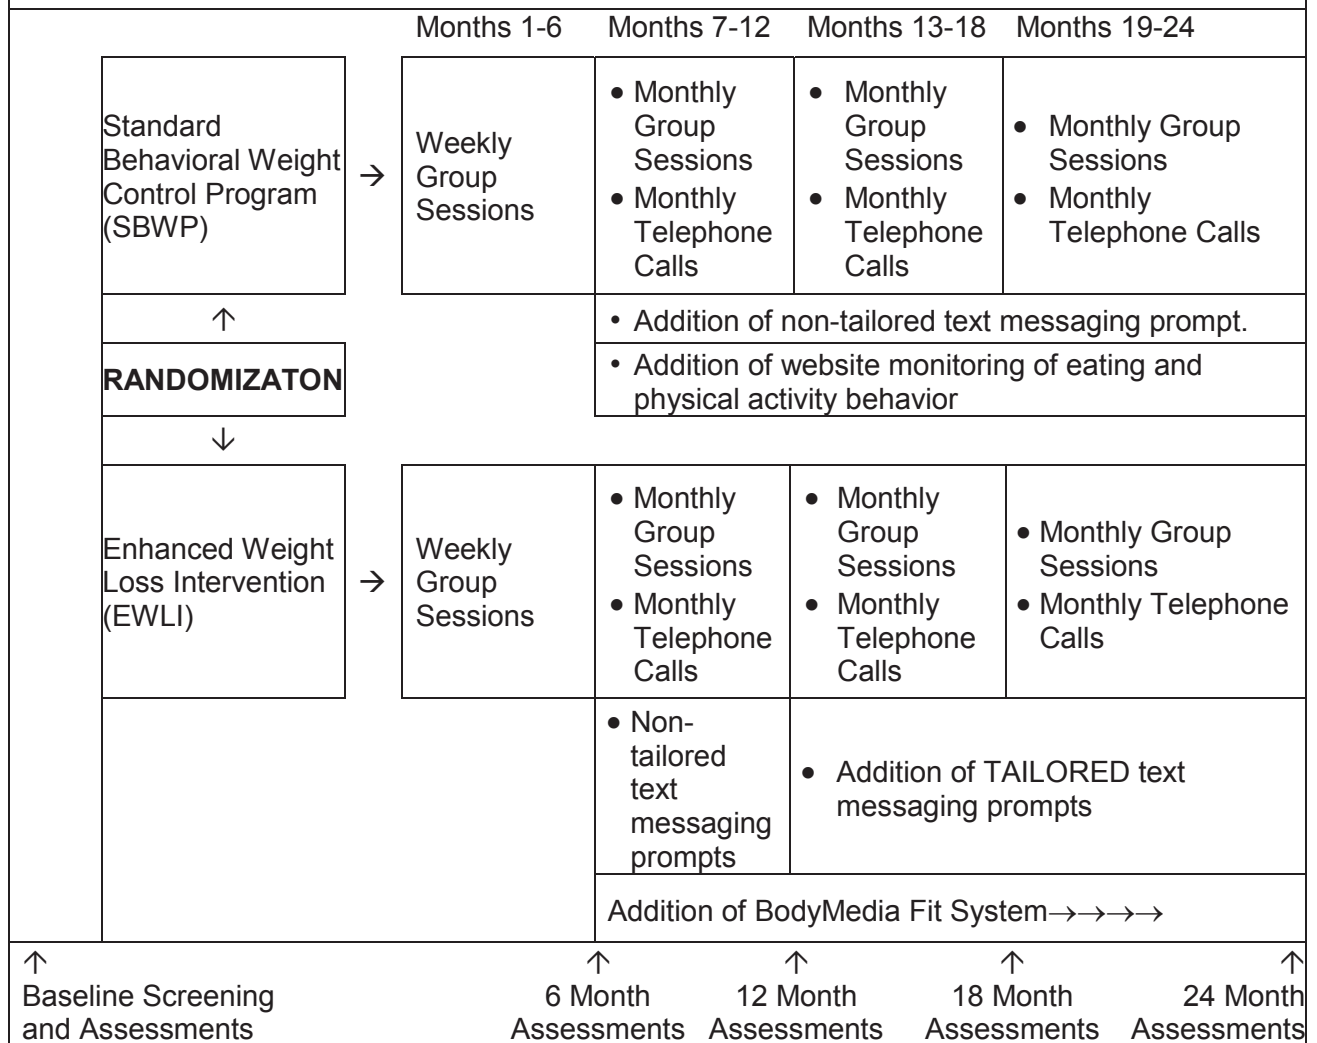 Months 1-6 Months 7-12 Months 13-18 Months 19-24
Standard
Behavioral Weight
Control Program
(SBWP)
→
Weekly
Group
Sessions
• Monthly
Group
Sessions
• Monthly
Telephone
Calls
• Monthly
Group
Sessions
• Monthly
Telephone
Calls
• Monthly Group
Sessions
• Monthly
Telephone Calls
↑
• Addition of non-tailored text messaging prompt.
RANDOMIZATON
• Addition of website monitoring of eating and
physical activity behavior
↓
Enhanced Weight
Loss Intervention
(EWLI)
→
Weekly
Group
Sessions
• Monthly
Group
Sessions
• Monthly
Telephone
Calls
• Monthly
Group
Sessions
• Monthly
Telephone
Calls
• Monthly Group
Sessions
• Monthly Telephone
Calls
• Non-
tailored
text
messaging
prompts
• Addition of TAILORED text
messaging prompts
Addition of BodyMedia Fit System→→→→
↑ ↑ ↑ ↑ ↑
Baseline Screening
and Assessments
6 Month
Assessments
12 Month
Assessments
18 Month
Assessments
24 Month
Assessments